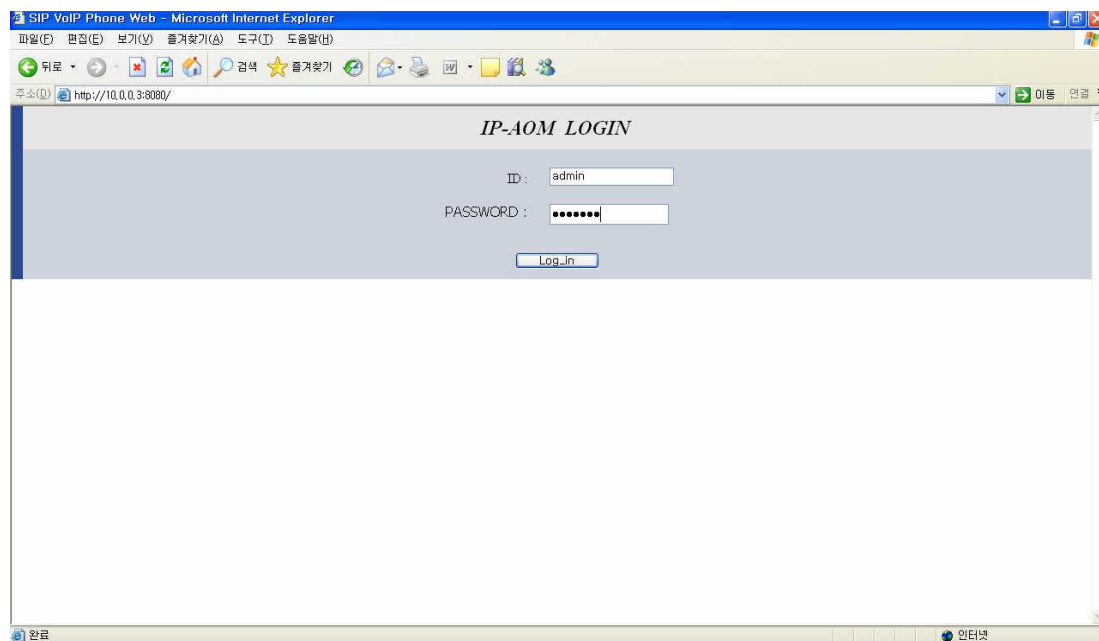 SIP VoIP Phone Web - Microsoft Internet Explorer
파일(F) 편집(E) 보기(V) 즐겨찾기(A) 도구(T) 도움말(H)
뒤로 검색 즐겨찾기
주소(D) http://10.0.0.3:8080/ 이동 연결
IP-AOM LOGIN
ID : admin
PASSWORD : ●●●●●●●
Log_in
완료 인터넷